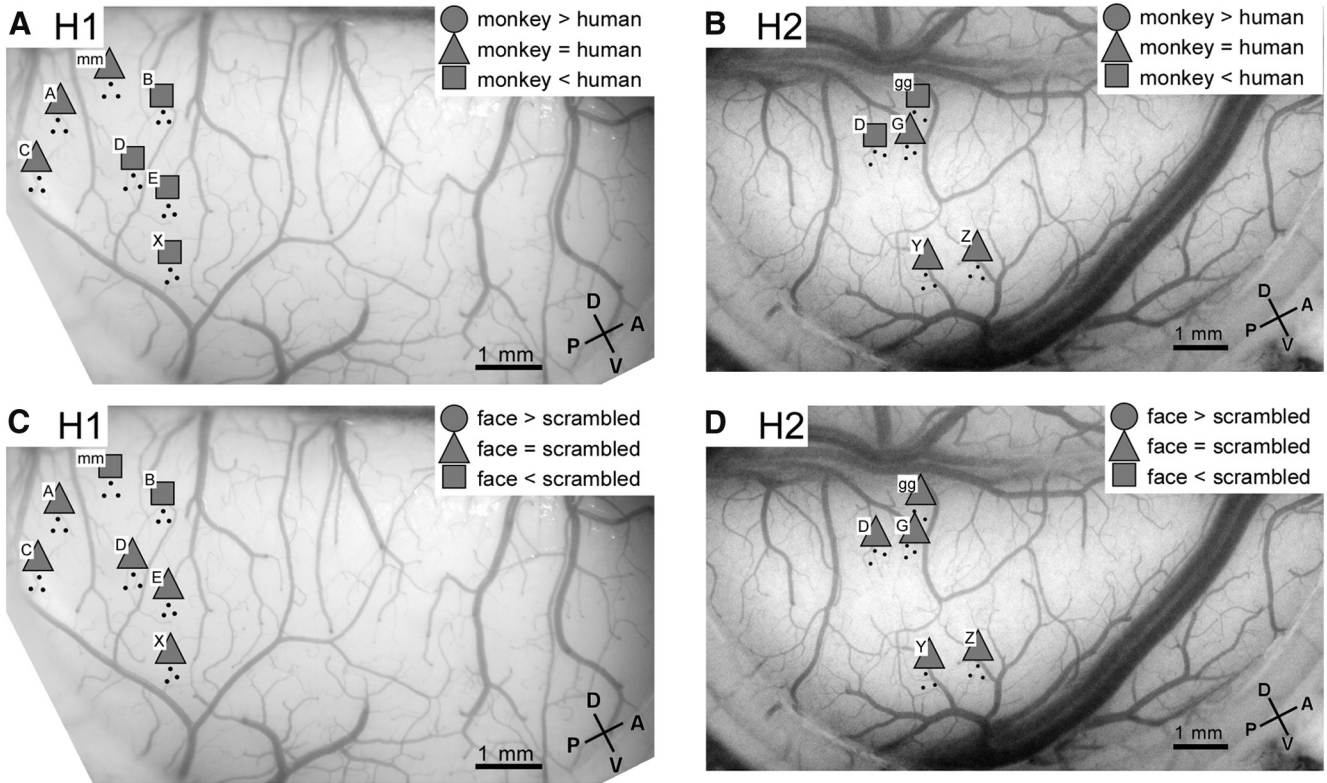 A H1
monkey > human
monkey = human
monkey < human
mm
B
A
D
C
E
X
D
A
P
V
1 mm
B H2
monkey > human
monkey = human
monkey < human
gg
D G
Y Z
D
A
P
V
1 mm
C H1
face > scrambled
face = scrambled
face < scrambled
mm
B
A
D
C
E
X
D
A
P
V
1 mm
D H2
face > scrambled
face = scrambled
face < scrambled
gg
D G
Y Z
D
A
P
V
1 mm